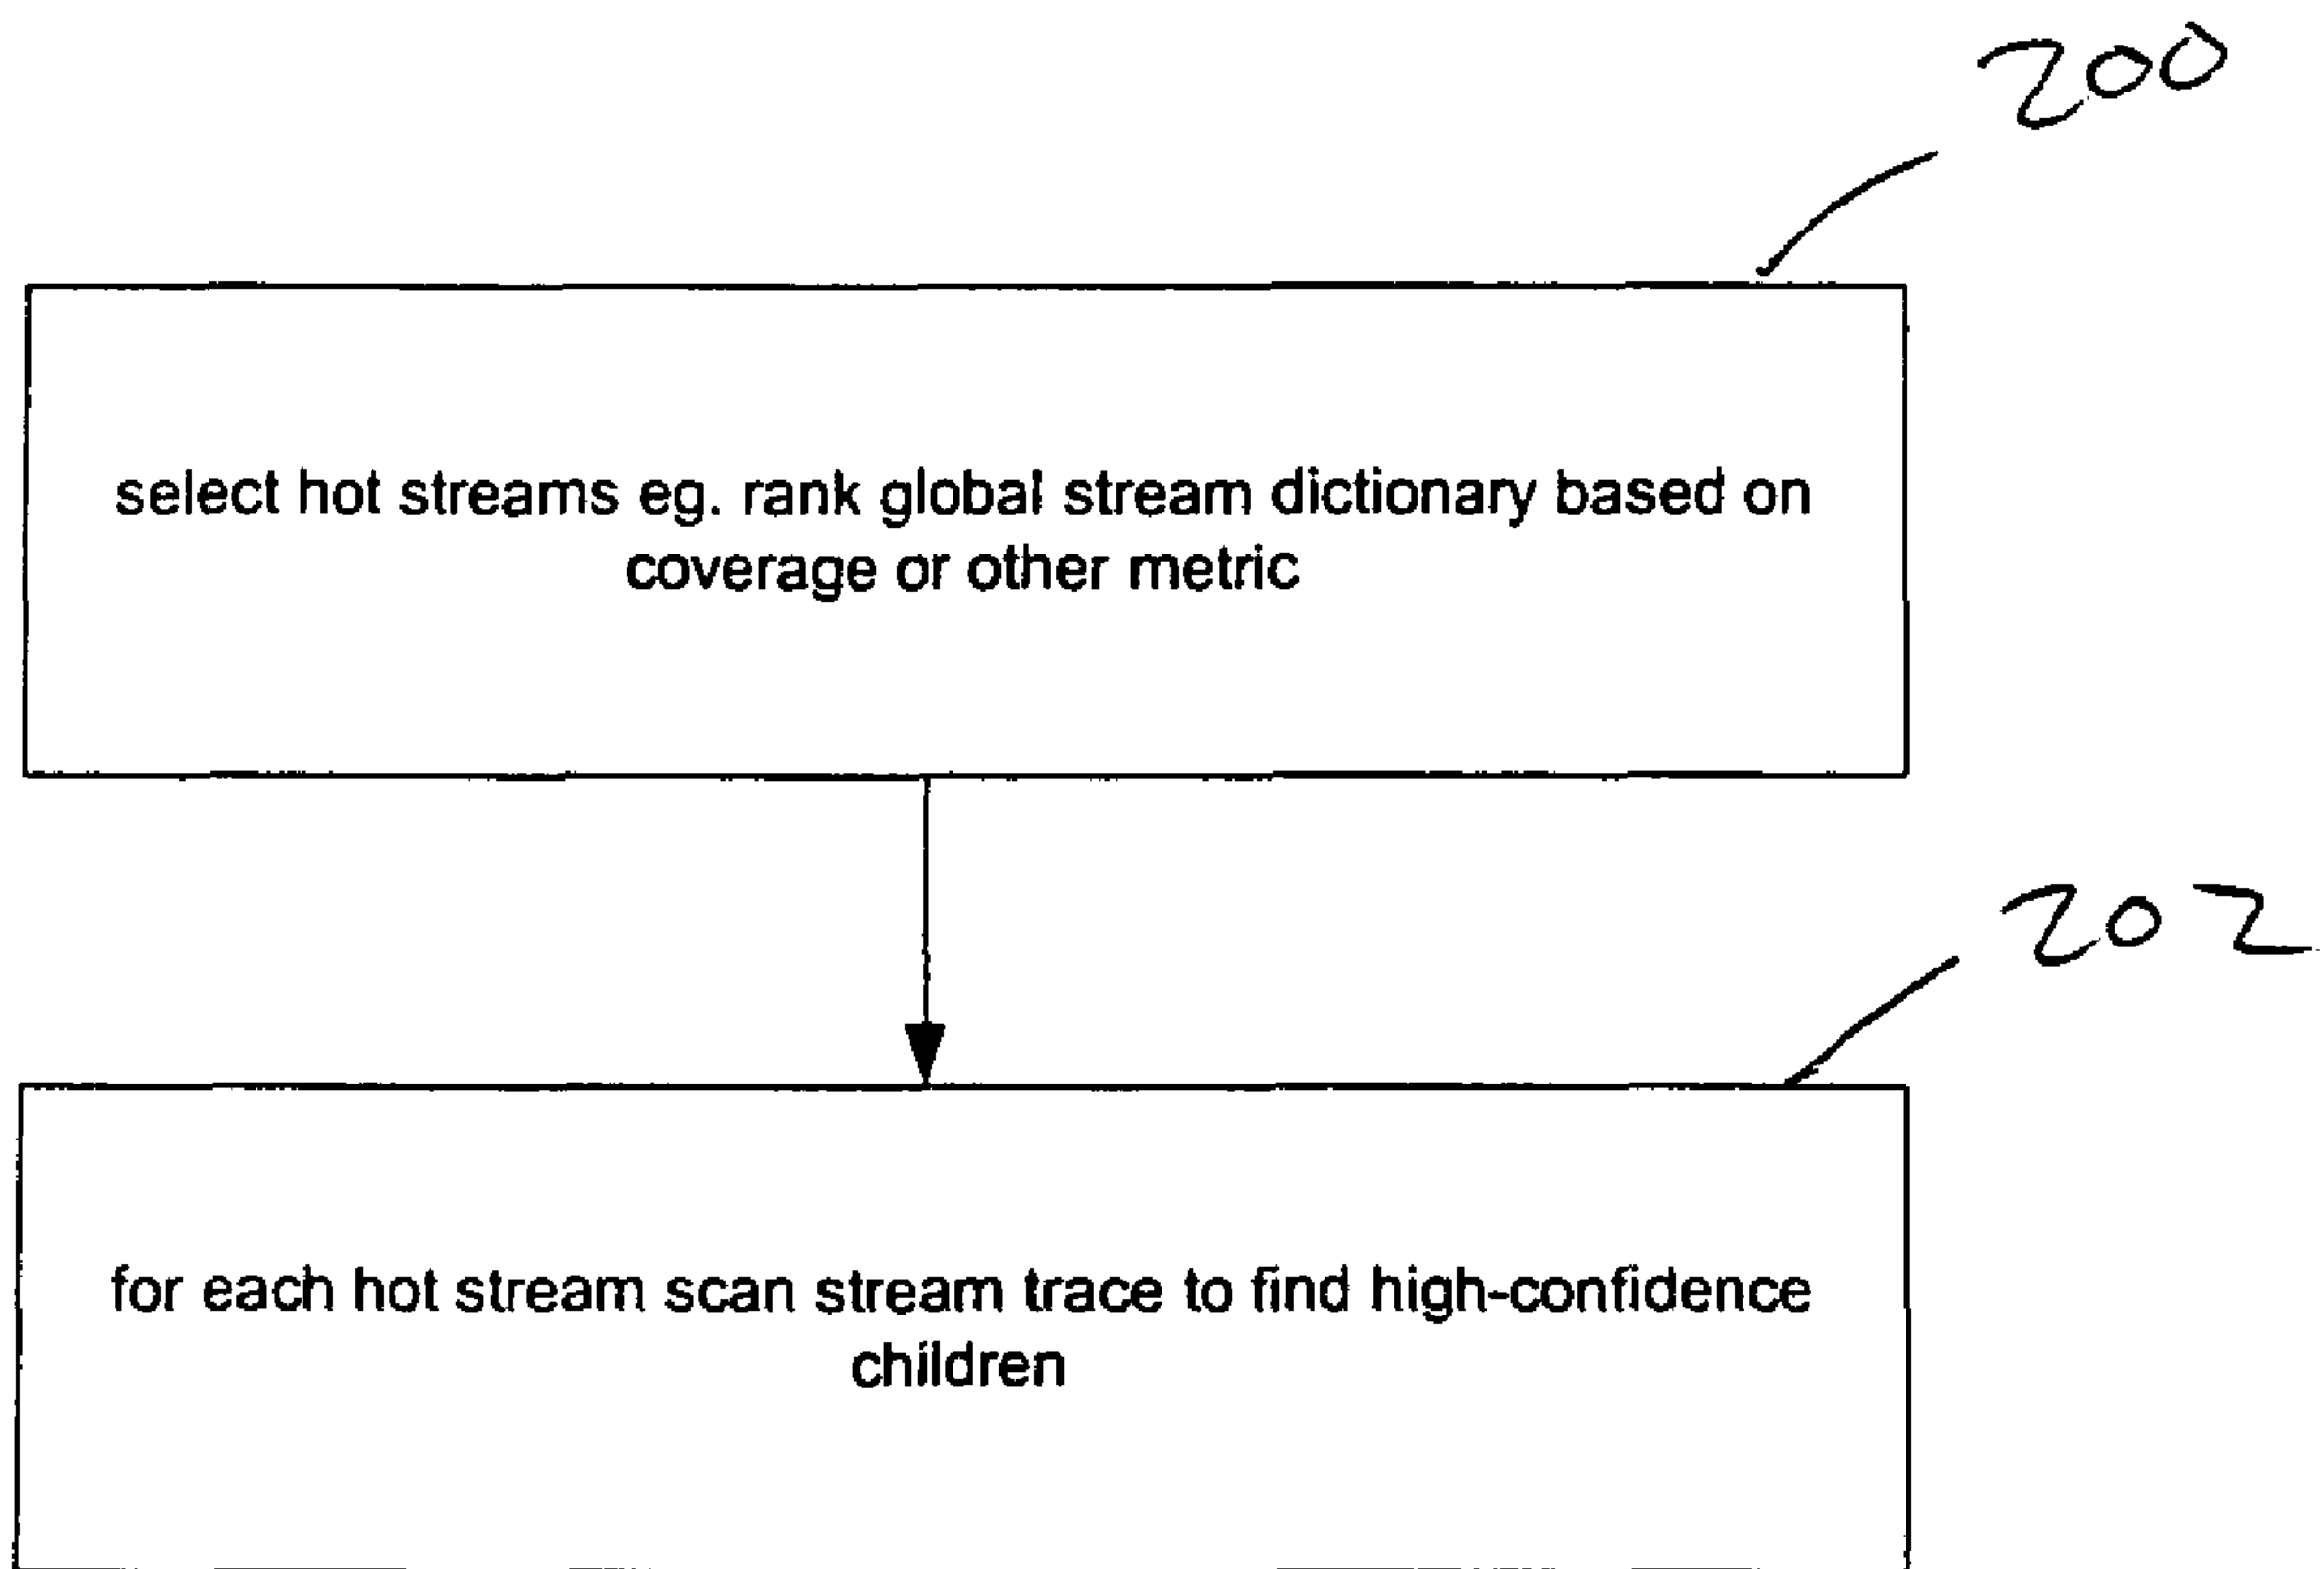 200
select hot streams eg. rank global stream dictionary based on
coverage or other metric
202
for each hot stream scan stream trace to find high-confidence
children